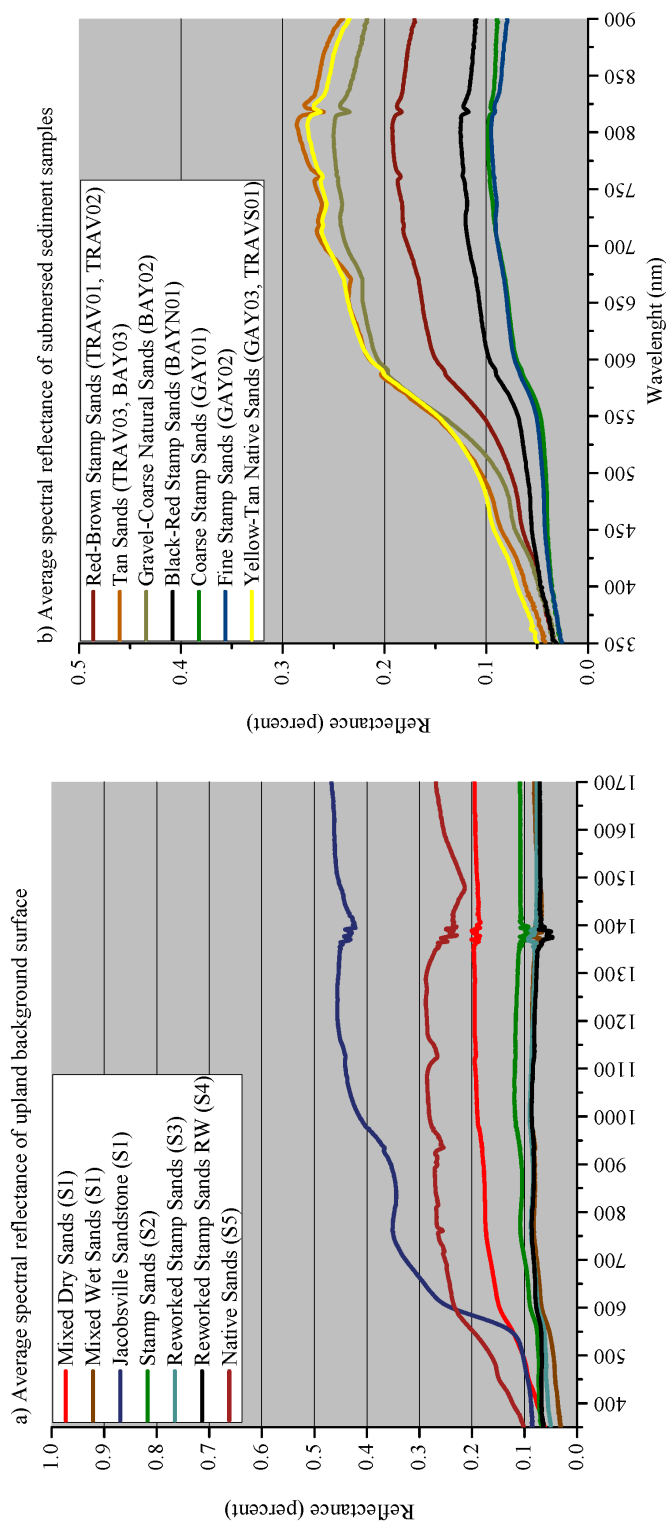 a) Average spectral reflectance of upland background surface
Mixed Dry Sands (S1)
Mixed Wet Sands (S1)
Jacobsville Sandstone (S1)
Stamp Sands (S2)
Reworked Stamp Sands (S3)
Reworked Stamp Sands RW (S4)
Native Sands (S5)
Reflectance (percent)
1.0
0.9
0.8
0.7
0.6
0.5
0.4
0.3
0.2
0.1
0.0
400
500
600
700
800
900
1000
1100
1200
1300
1400
1500
1600
1700
b) Average spectral reflectance of submersed sediment samples
Red-Brown Stamp Sands (TRAV01, TRAV02)
Tan Sands (TRAV03, BAY03)
Gravel-Coarse Natural Sands (BAY02)
Black-Red Stamp Sands (BAYN01)
Coarse Stamp Sands (GAY01)
Fine Stamp Sands (GAY02)
Yellow-Tan Native Sands (GAY03, TRAVS01)
Reflectance (percent)
0.5
0.4
0.3
0.2
0.1
0.0
350
400
450
500
550
600
650
700
750
800
850
900
Wavelenght (nm)